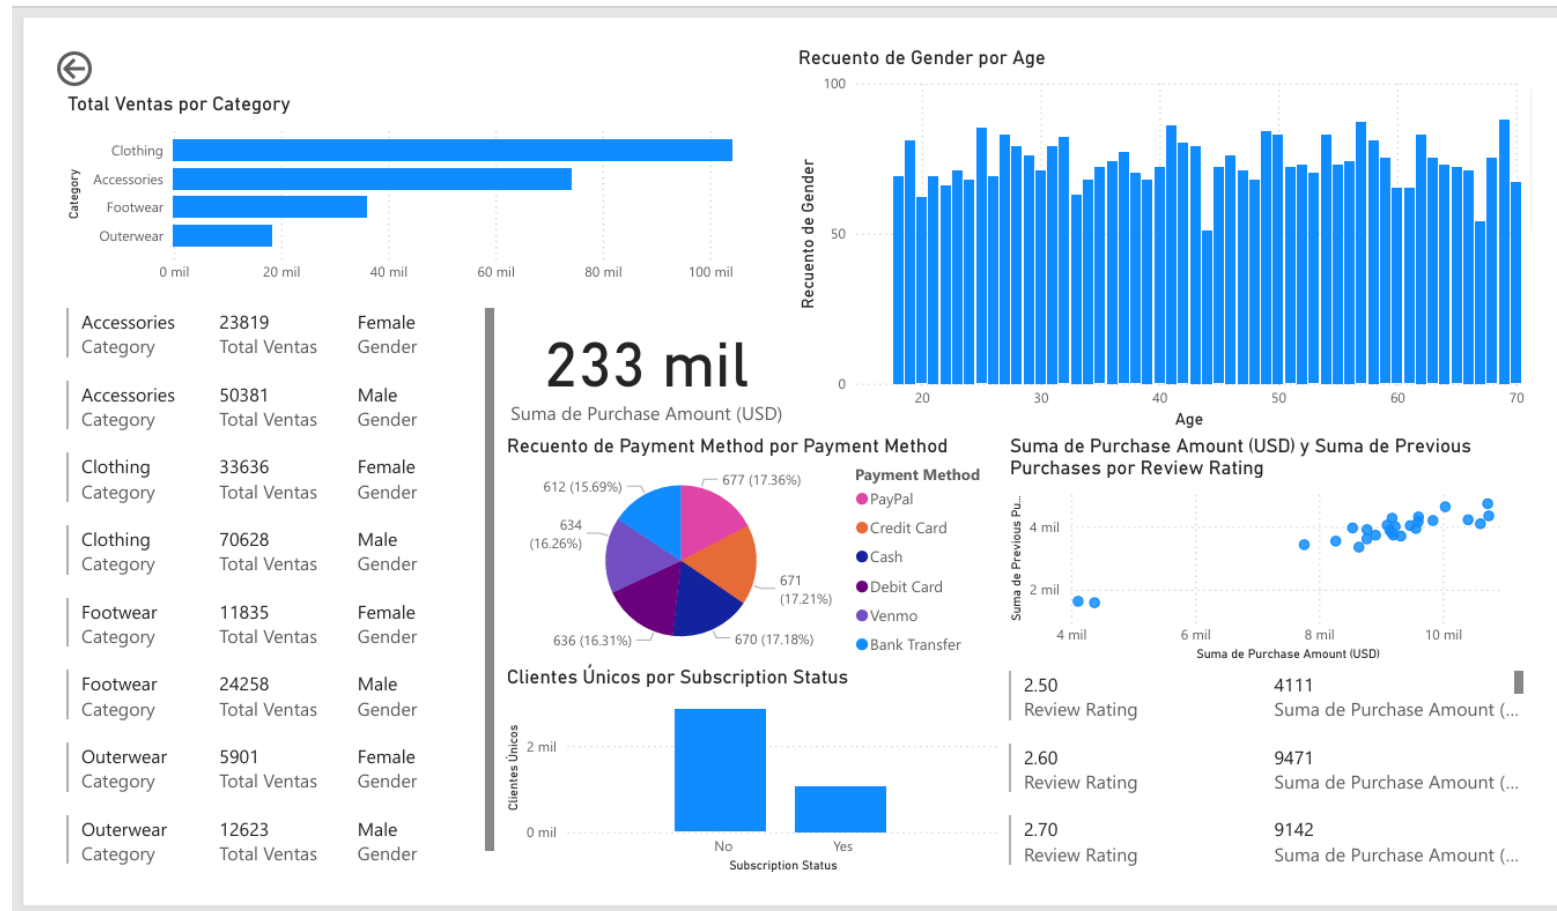 Total Ventas por Category
Category
Clothing
Accessories
Footwear
Outerwear
0 mil 20 mil 40 mil 60 mil 80 mil 100 mil
Recuento de Gender por Age
Recuento de Gender
100
50
0
20 30 40 50 60 70
Age
Accessories 23819 Female
Category Total Ventas Gender
Accessories 50381 Male
Category Total Ventas Gender
Clothing 33636 Female
Category Total Ventas Gender
Clothing 70628 Male
Category Total Ventas Gender
Footwear 11835 Female
Category Total Ventas Gender
Footwear 24258 Male
Category Total Ventas Gender
Outerwear 5901 Female
Category Total Ventas Gender
Outerwear 12623 Male
Category Total Ventas Gender
233 mil
Suma de Purchase Amount (USD)
Recuento de Payment Method por Payment Method
677 (17.36%)
671
(17.21%)
670 (17.18%)
636 (16.31%)
634
(16.26%)
612 (15.69%)
Payment Method
PayPal
Credit Card
Cash
Debit Card
Venmo
Bank Transfer
Suma de Purchase Amount (USD) y Suma de Previous
Purchases por Review Rating
Suma de Previous Pu...
4 mil
2 mil
4 mil 6 mil 8 mil 10 mil
Suma de Purchase Amount (USD)
Clientes Únicos por Subscription Status
Clientes Únicos
2 mil
0 mil
No Yes
Subscription Status
2.50 4111
Review Rating Suma de Purchase Amount (...
2.60 9471
Review Rating Suma de Purchase Amount (...
2.70 9142
Review Rating Suma de Purchase Amount (...